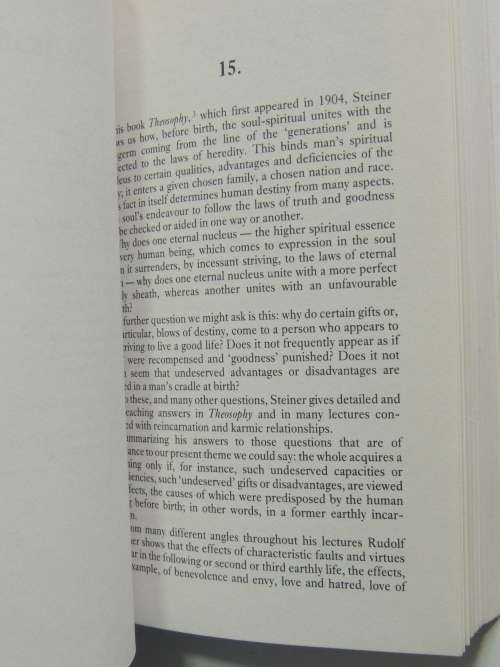 15.
his book Theosophy,³ which first appeared in 1904, Steiner
us how, before birth, the soul-spiritual unites with the
germ coming from the line of the 'generations' and is
to the laws of heredity. This binds man's spiritual
to certain qualities, advantages and deficiencies of the
it enters a given chosen family, a chosen nation and race.
fact in itself determines human destiny from many aspects.
soul's endeavour to follow the laws of truth and goodness
be checked or aided in one way or another.
does one eternal nucleus — the higher spiritual essence
very human being, which comes to expression in the soul
it surrenders, by incessant striving, to the laws of eternal
— why does one eternal nucleus unite with a more perfect
sheath, whereas another unites with an unfavourable
further question we might ask is this: why do certain gifts or,
articular, blows of destiny, come to a person who appears to
riving to live a good life? Does it not frequently appear as if
were recompensed and 'goodness' punished? Does it not
seem that undeserved advantages or disadvantages are
in a man's cradle at birth?
these, and many other questions, Steiner gives detailed and
reaching answers in Theosophy and in many lectures con-
with reincarnation and karmic relationships.
ummarizing his answers to those questions that are of
ance to our present theme we could say: the whole acquires a
only if, for instance, such undeserved capacities or
iencies, such 'undeserved' gifts or disadvantages, are viewed
ffects, the causes of which were predisposed by the human
before birth; in other words, in a former earthly incar-
om many different angles throughout his lectures Rudolf
er shows that the effects of characteristic faults and virtues
ar in the following or second or third earthly life, the effects,
xample, of benevolence and envy, love and hatred, love of